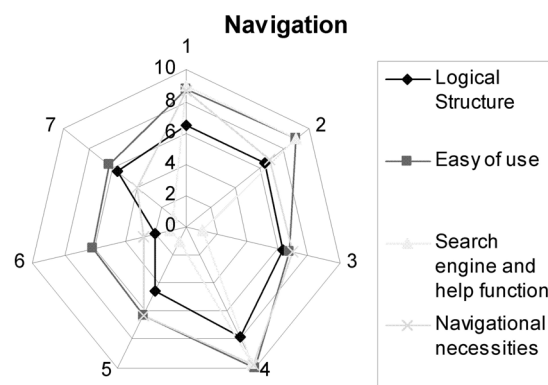 Navigation
1
10
8
6
4
2
0
2
3
4
5
6
7
Logical
Structure
Easy of use
Search
engine and
help function
Navigational
necessities